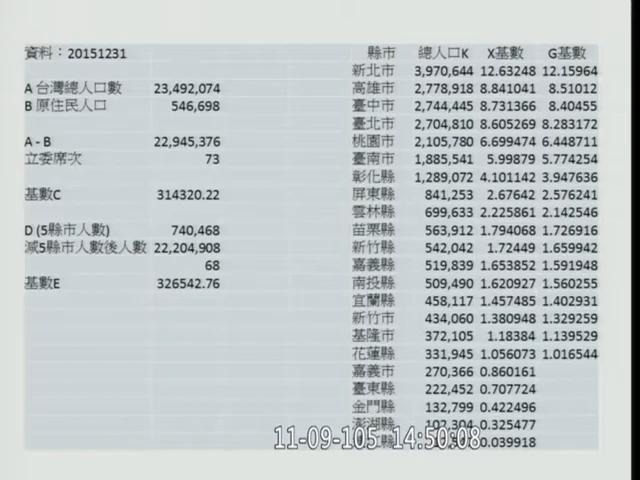 資料：20151231
A 台灣總人口數 23,492,074
B 原住民人口 546,698
A - B 22,945,376
立委席次 73
基數C 314320.22
D (5縣市人數) 740,468
減5縣市人數後人數 22,204,908
68
基數E 326542.76
縣市 總人口K X基數 G基數
新北市 3,970,644 12.63248 12.15964
高雄市 2,778,918 8.841041 8.51012
臺中市 2,744,445 8.731366 8.40455
臺北市 2,704,810 8.605269 8.283172
桃園市 2,105,780 6.699474 6.448711
臺南市 1,885,541 5.99879 5.774254
彰化縣 1,289,072 4.101142 3.947636
屏東縣 841,253 2.67642 2.576241
雲林縣 699,633 2.225861 2.142546
苗栗縣 563,912 1.794068 1.726916
新竹縣 542,042 1.72449 1.659942
嘉義縣 519,839 1.653852 1.591948
南投縣 509,490 1.620927 1.560255
宜蘭縣 458,117 1.457485 1.402931
新竹市 434,060 1.380948 1.329259
基隆市 372,105 1.18384 1.139529
花蓮縣 331,945 1.056073 1.016544
嘉義市 270,366 0.860161
臺東縣 222,452 0.707724
金門縣 132,799 0.422496
澎湖縣 102,304 0.325477
0.039918
11-09-105 14:50:08